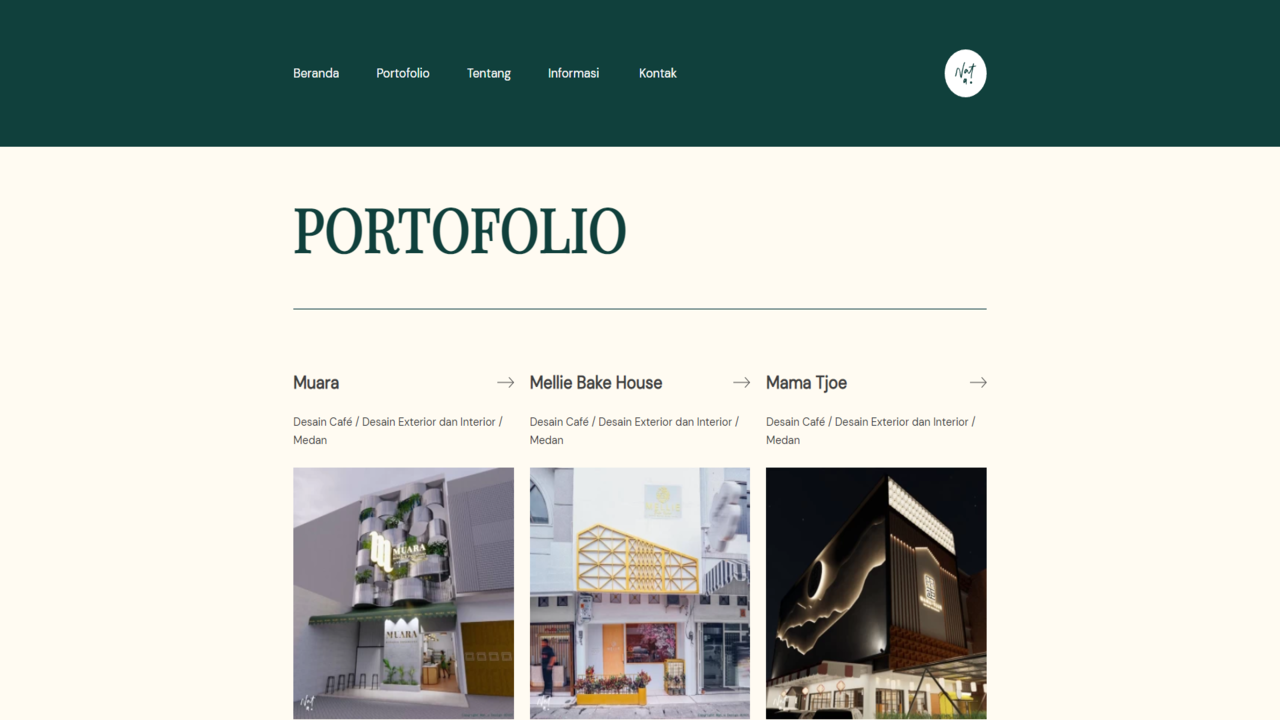 Beranda
Portofolio
Tentang
Informasi
Kontak
Nat
a.
PORTOFOLIO
Muara
Mellie Bake House
Mama Tjoe
Desain Café / Desain Exterior dan Interior /
Medan
Desain Café / Desain Exterior dan Interior /
Medan
Desain Café / Desain Exterior dan Interior /
Medan
MUARA
MUARA